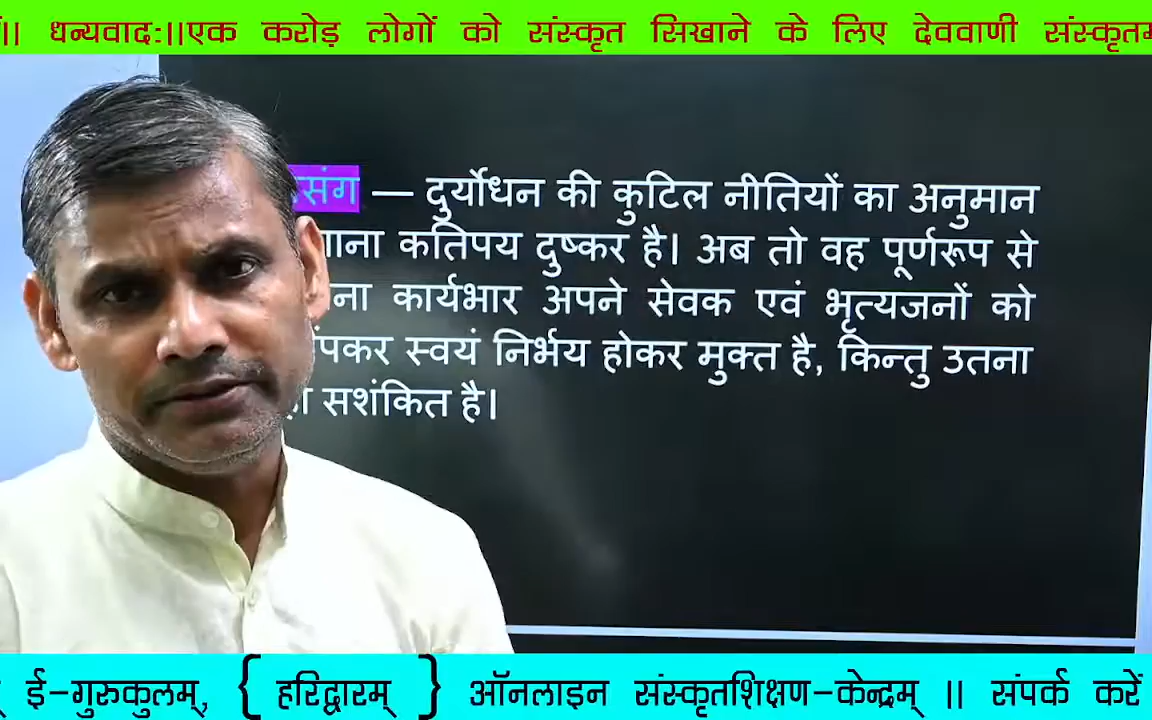 ।। धन्यवादः।।एक करोड़ लोगों को संस्कृत सिखाने के लिए देववाणी
— दुर्योधन की कुटिल नीतियों का अनुमान
कतिपय दुष्कर है। अब तो वह पूर्णरूप से
कार्यभार अपने सेवक एवं भृत्यजनों को
स्वयं निर्भय होकर मुक्त है, किन्तु उतना
सशंकित है।
ई-गुरुकुलम्, { हरिद्वारम् } ऑनलाइन संस्कृतशिक्षण-केन्द्रम् ।। संपर्क करें